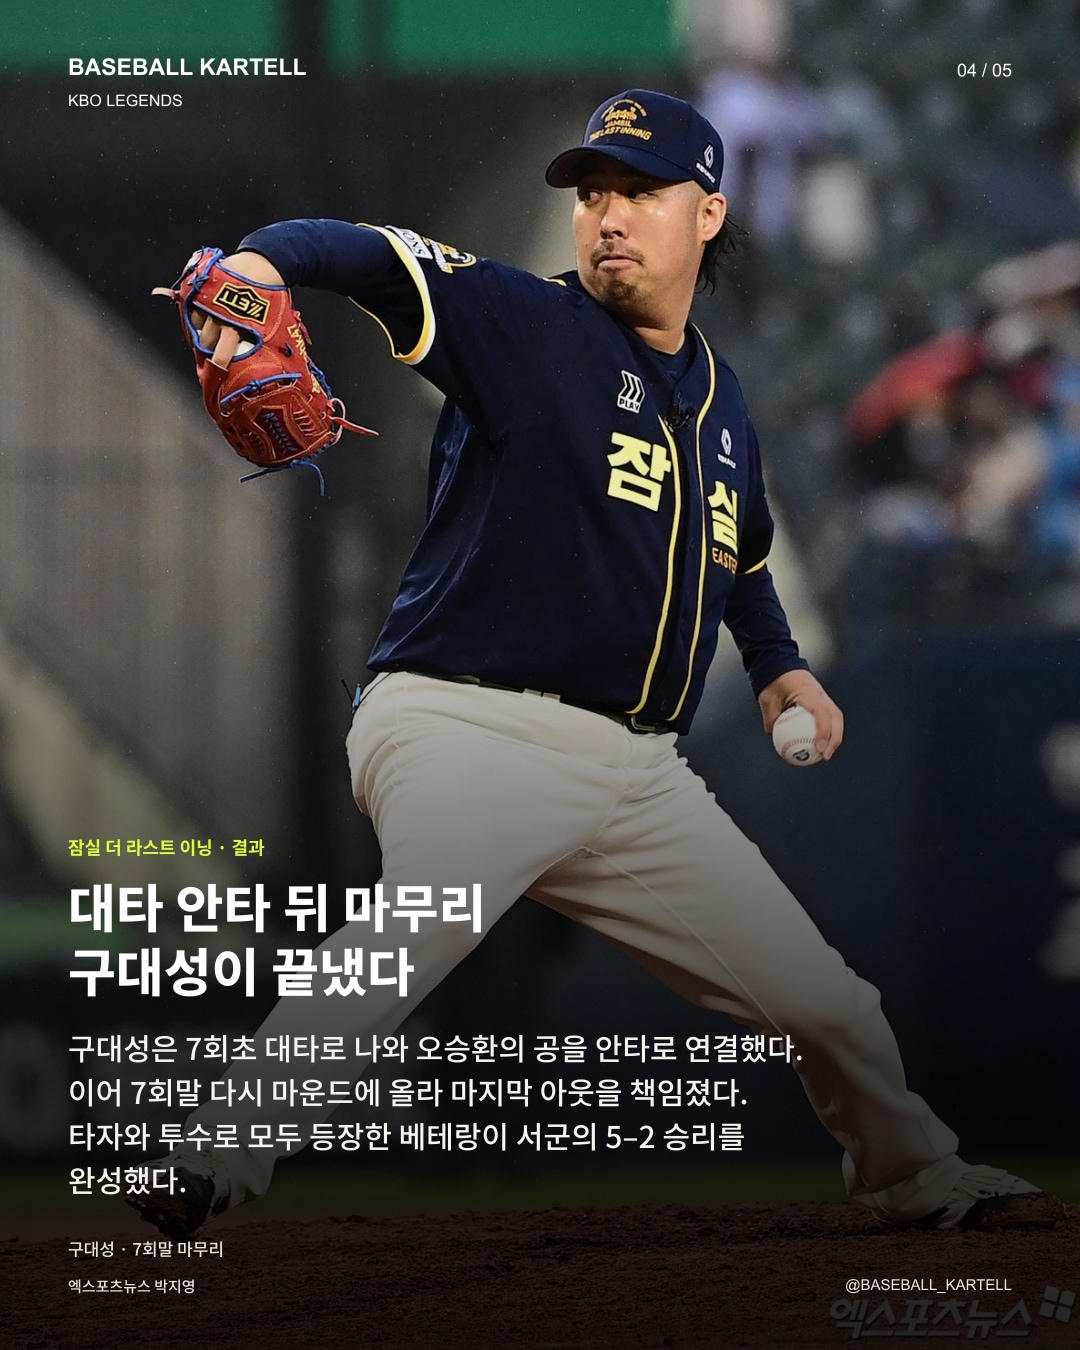 BASEBALL KARTELL
KBO LEGENDS
04 / 05
JAMSIL
THE LAST INNING
ZETT
PLAY
잠실
EAST
잠실 더 라스트 이닝 · 결과
대타 안타 뒤 마무리
구대성이 끝냈다
구대성은 7회초 대타로 나와 오승환의 공을 안타로 연결했다.
이어 7회말 다시 마운드에 올라 마지막 아웃을 책임졌다.
타자와 투수로 모두 등장한 베테랑이 서군의 5–2 승리를
완성했다.
구대성 · 7회말 마무리
엑스포츠뉴스 박지영
@BASEBALL_KARTELL
엑스포츠뉴스